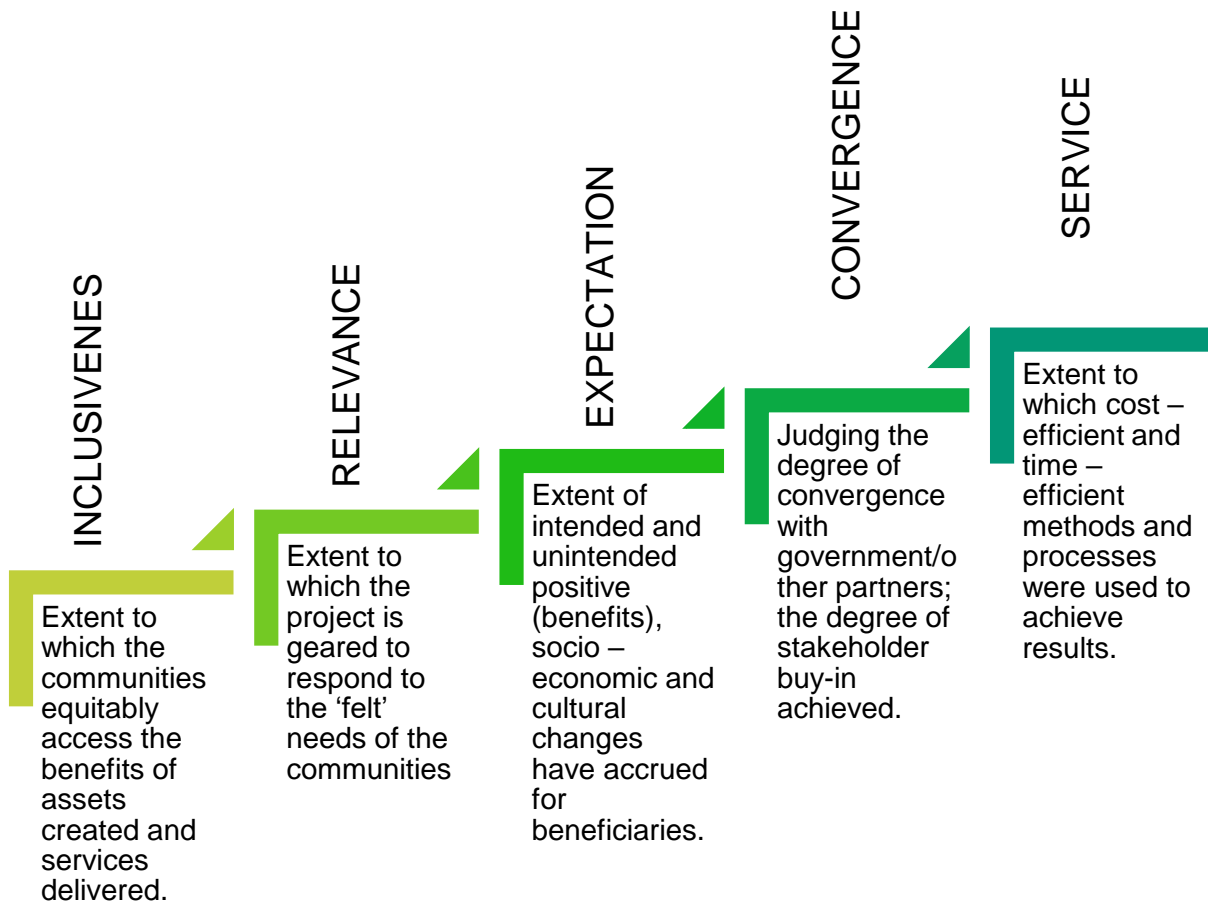 INCLUSIVENES
Extent to
which the
communities
equitably
access the
benefits of
assets
created and
services
delivered.
RELEVANCE
Extent to
which the
project is
geared to
respond to
the ‘felt’
needs of the
communities
EXPECTATION
Extent of
intended and
unintended
positive
(benefits),
socio –
economic and
cultural
changes
have accrued
for
beneficiaries.
CONVERGENCE
Judging the
degree of
convergence
with
government/o
ther partners;
the degree of
stakeholder
buy-in
achieved.
SERVICE
Extent to
which cost –
efficient and
time –
efficient
methods and
processes
were used to
achieve
results.